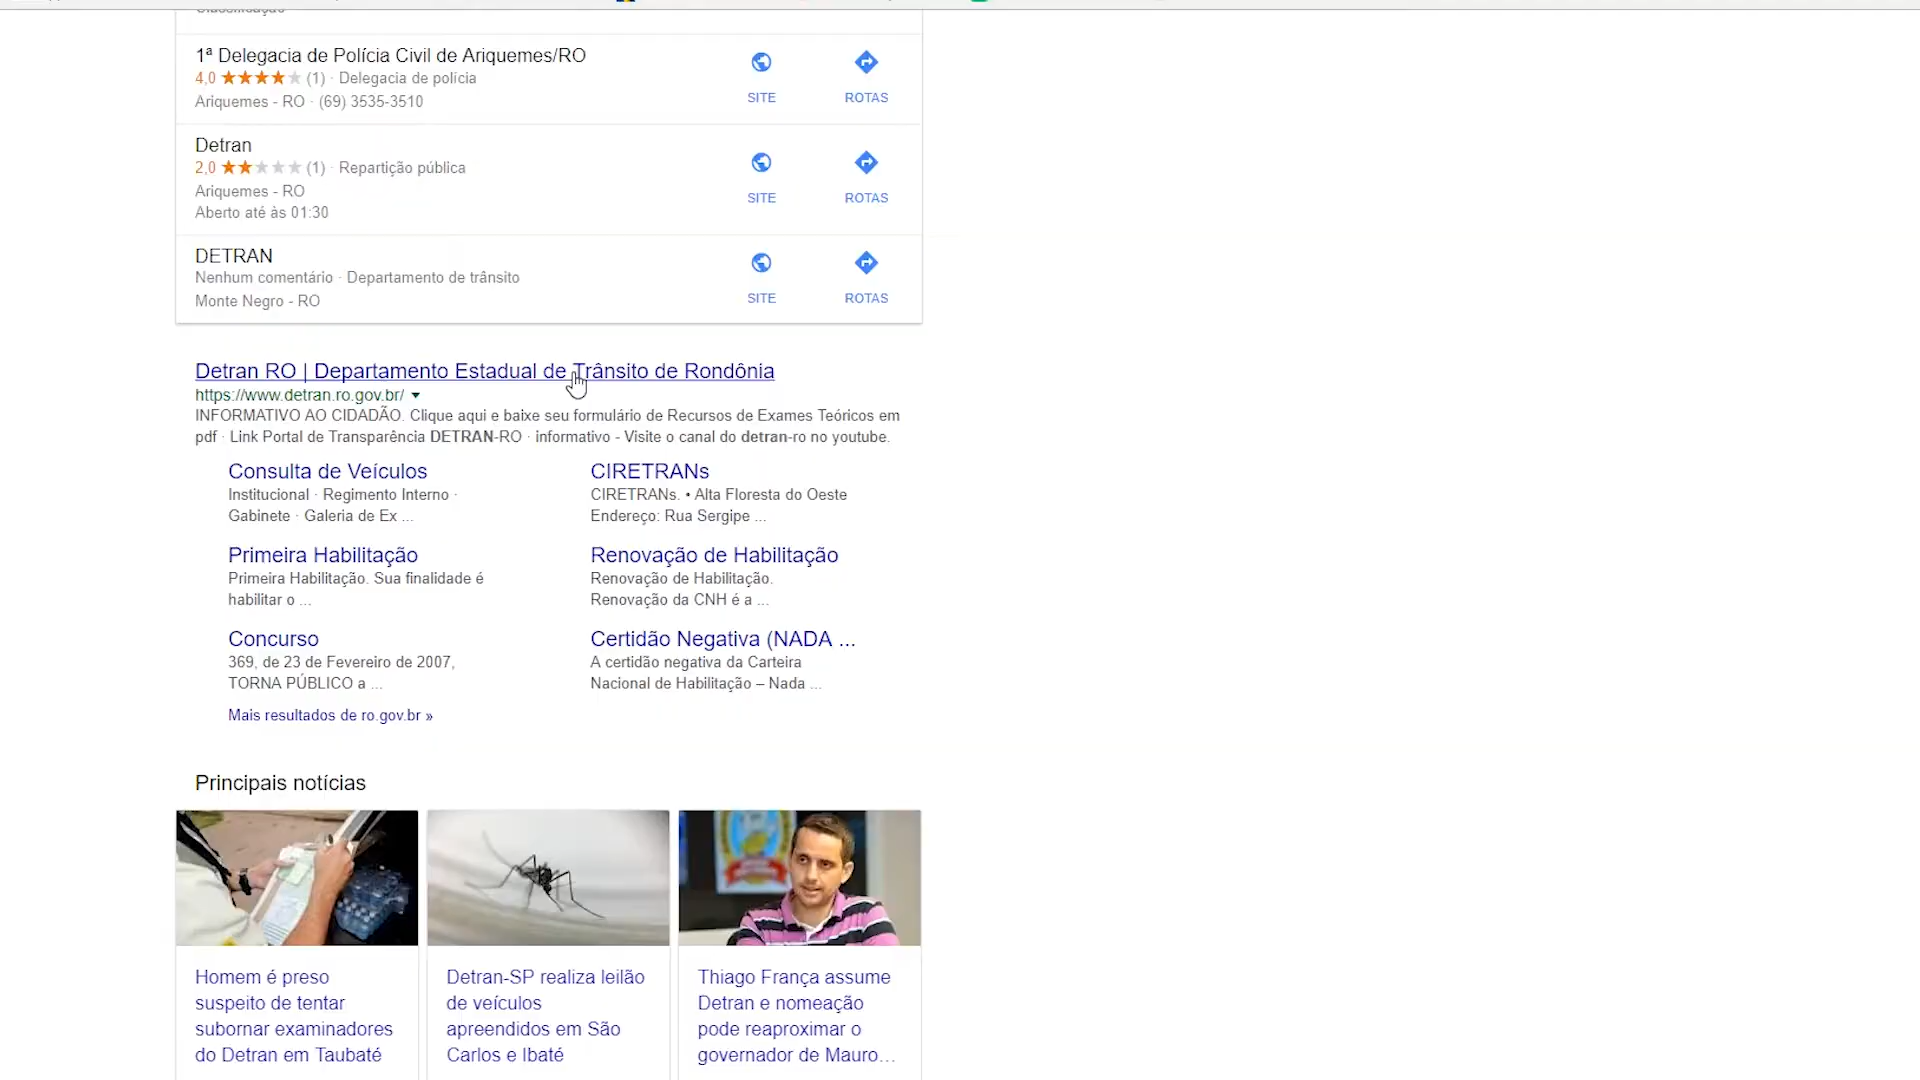 Classificação
1ª Delegacia de Polícia Civil de Ariquemes/RO
4,0 ★★★★★ (1) · Delegacia de polícia
Ariquemes - RO · (69) 3535-3510
SITE
ROTAS
Detran
2,0 ★★★★★ (1) · Repartição pública
Ariquemes - RO
Aberto até às 01:30
SITE
ROTAS
DETRAN
Nenhum comentário · Departamento de trânsito
Monte Negro - RO
SITE
ROTAS
Detran RO | Departamento Estadual de Trânsito de Rondônia
https://www.detran.ro.gov.br/
INFORMATIVO AO CIDADÃO. Clique aqui e baixe seu formulário de Recursos de Exames Teóricos em
pdf · Link Portal de Transparência DETRAN-RO · informativo - Visite o canal do detran-ro no youtube.
Consulta de Veículos
Institucional · Regimento Interno ·
Gabinete · Galeria de Ex ...
CIRETRANs
CIRETRANs. • Alta Floresta do Oeste
Endereço: Rua Sergipe ...
Primeira Habilitação
Primeira Habilitação. Sua finalidade é
habilitar o ...
Renovação de Habilitação
Renovação de Habilitação.
Renovação da CNH é a ...
Concurso
369, de 23 de Fevereiro de 2007,
TORNA PÚBLICO a ...
Certidão Negativa (NADA ...
A certidão negativa da Carteira
Nacional de Habilitação – Nada ...
Mais resultados de ro.gov.br »
Principais notícias
Homem é preso
suspeito de tentar
subornar examinadores
do Detran em Taubaté
Detran-SP realiza leilão
de veículos
apreendidos em São
Carlos e Ibaté
Thiago França assume
Detran e nomeação
pode reaproximar o
governador de Mauro...